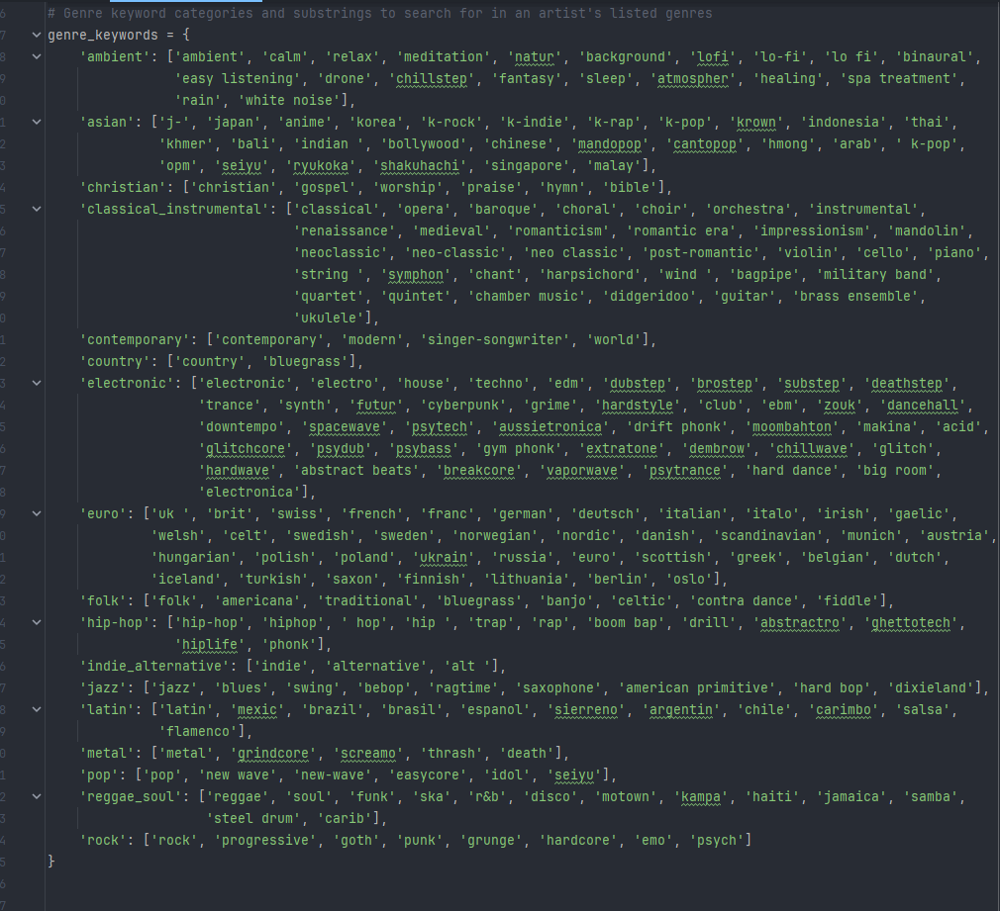 # Genre keyword categories and substrings to search for in an artist's listed genres
genre_keywords = {
'ambient': ['ambient', 'calm', 'relax', 'meditation', 'natur', 'background', 'lofi', 'lo-fi', 'lo fi', 'binaural',
'easy listening', 'drone', 'chillstep', 'fantasy', 'sleep', 'atmospher', 'healing', 'spa treatment',
'rain', 'white noise'],
'asian': ['j-', 'japan', 'anime', 'korea', 'k-rock', 'k-indie', 'k-rap', 'k-pop', 'krown', 'indonesia', 'thai',
'khmer', 'bali', 'indian ', 'bollywood', 'chinese', 'mandopop', 'cantopop', 'hmong', 'arab', ' k-pop',
'opm', 'seiyu', 'ryukoka', 'shakuhachi', 'singapore', 'malay'],
'christian': ['christian', 'gospel', 'worship', 'praise', 'hymn', 'bible'],
'classical_instrumental': ['classical', 'opera', 'baroque', 'choral', 'choir', 'orchestra', 'instrumental',
'renaissance', 'medieval', 'romanticism', 'romantic era', 'impressionism', 'mandolin',
'neoclassic', 'neo-classic', 'neo classic', 'post-romantic', 'violin', 'cello', 'piano',
'string ', 'symphon', 'chant', 'harpsichord', 'wind ', 'bagpipe', 'military band',
'quartet', 'quintet', 'chamber music', 'didgeridoo', 'guitar', 'brass ensemble',
'ukulele'],
'contemporary': ['contemporary', 'modern', 'singer-songwriter', 'world'],
'country': ['country', 'bluegrass'],
'electronic': ['electronic', 'electro', 'house', 'techno', 'edm', 'dubstep', 'brostep', 'substep', 'deathstep',
'trance', 'synth', 'futur', 'cyberpunk', 'grime', 'hardstyle', 'club', 'ebm', 'zouk', 'dancehall',
'downtempo', 'spacewave', 'psytech', 'aussietronica', 'drift phonk', 'moombahton', 'makina', 'acid',
'glitchcore', 'psydub', 'psybass', 'gym phonk', 'extratone', 'dembrow', 'chillwave', 'glitch',
'hardwave', 'abstract beats', 'breakcore', 'vaporwave', 'psytrance', 'hard dance', 'big room',
'electronica'],
'euro': ['uk ', 'brit', 'swiss', 'french', 'franc', 'german', 'deutsch', 'italian', 'italo', 'irish', 'gaelic',
'welsh', 'celt', 'swedish', 'sweden', 'norwegian', 'nordic', 'danish', 'scandinavian', 'munich', 'austria',
'hungarian', 'polish', 'poland', 'ukrain', 'russia', 'euro', 'scottish', 'greek', 'belgian', 'dutch',
'iceland', 'turkish', 'saxon', 'finnish', 'lithuania', 'berlin', 'oslo'],
'folk': ['folk', 'americana', 'traditional', 'bluegrass', 'banjo', 'celtic', 'contra dance', 'fiddle'],
'hip-hop': ['hip-hop', 'hiphop', ' hop', 'hip ', 'trap', 'rap', 'boom bap', 'drill', 'abstractro', 'ghettotech',
'hiplife', 'phonk'],
'indie_alternative': ['indie', 'alternative', 'alt '],
'jazz': ['jazz', 'blues', 'swing', 'bebop', 'ragtime', 'saxophone', 'american primitive', 'hard bop', 'dixieland'],
'latin': ['latin', 'mexic', 'brazil', 'brasil', 'espanol', 'sierreno', 'argentin', 'chile', 'carimbo', 'salsa',
'flamenco'],
'metal': ['metal', 'grindcore', 'screamo', 'thrash', 'death'],
'pop': ['pop', 'new wave', 'new-wave', 'easycore', 'idol', 'seiyu'],
'reggae_soul': ['reggae', 'soul', 'funk', 'ska', 'r&b', 'disco', 'motown', 'kampa', 'haiti', 'jamaica', 'samba',
'steel drum', 'carib'],
'rock': ['rock', 'progressive', 'goth', 'punk', 'grunge', 'hardcore', 'emo', 'psych']
}